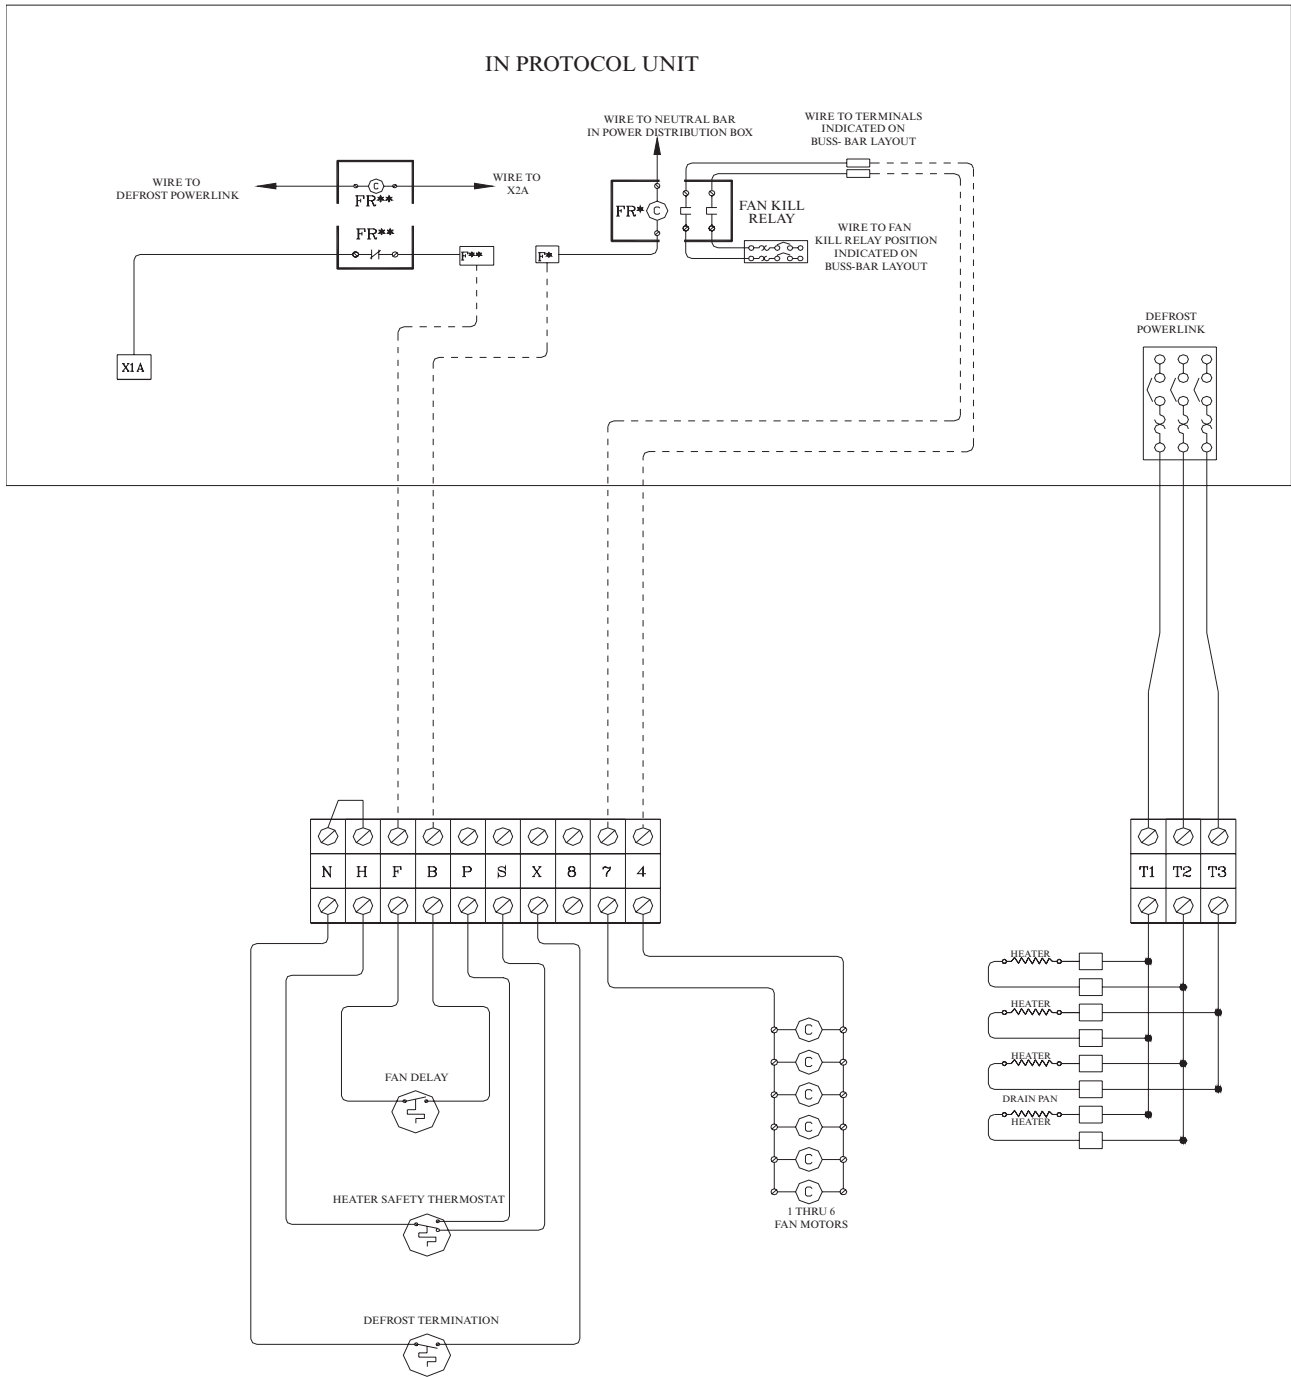 IN PROTOCOL UNIT
WIRE TO NEUTRAL BAR
IN POWER DISTRIBUTION BOX
WIRE TO TERMINALS
INDICATED ON
BUSS- BAR LAYOUT
WIRE TO
DEFROST POWERLINK
C
FR**
WIRE TO
X2A
FR*
C
FAN KILL
RELAY
FR**
F**
F*
WIRE TO FAN
KILL RELAY POSITION
INDICATED ON
BUSS-BAR LAYOUT
X1A
DEFROST
POWERLINK
N H F B P S X 8 7 4
T1 T2 T3
HEATER
HEATER
HEATER
DRAIN PAN
HEATER
C
C
C
C
C
C
1 THRU 6
FAN MOTORS
FAN DELAY
HEATER SAFETY THERMOSTAT
DEFROST TERMINATION